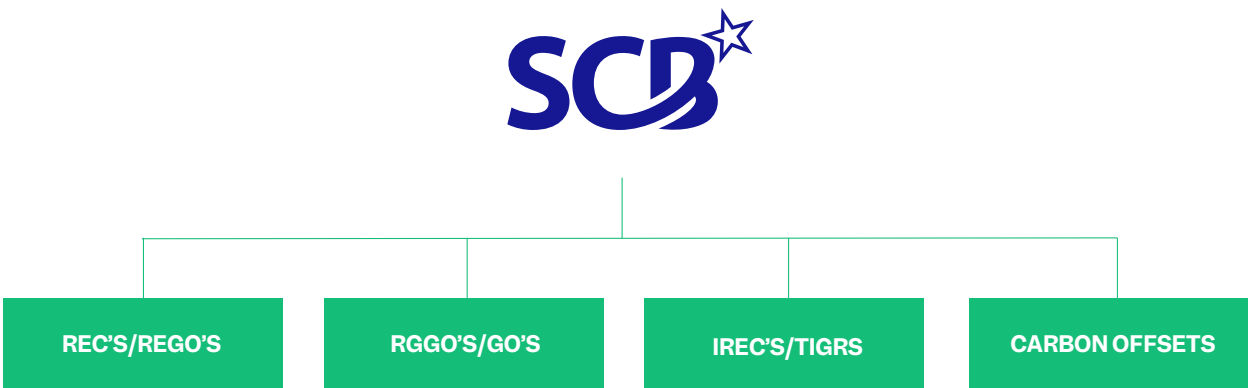 SCB
REC'S/REGO'S
RGGO'S/GO'S
IREC'S/TIGRS
CARBON OFFSETS